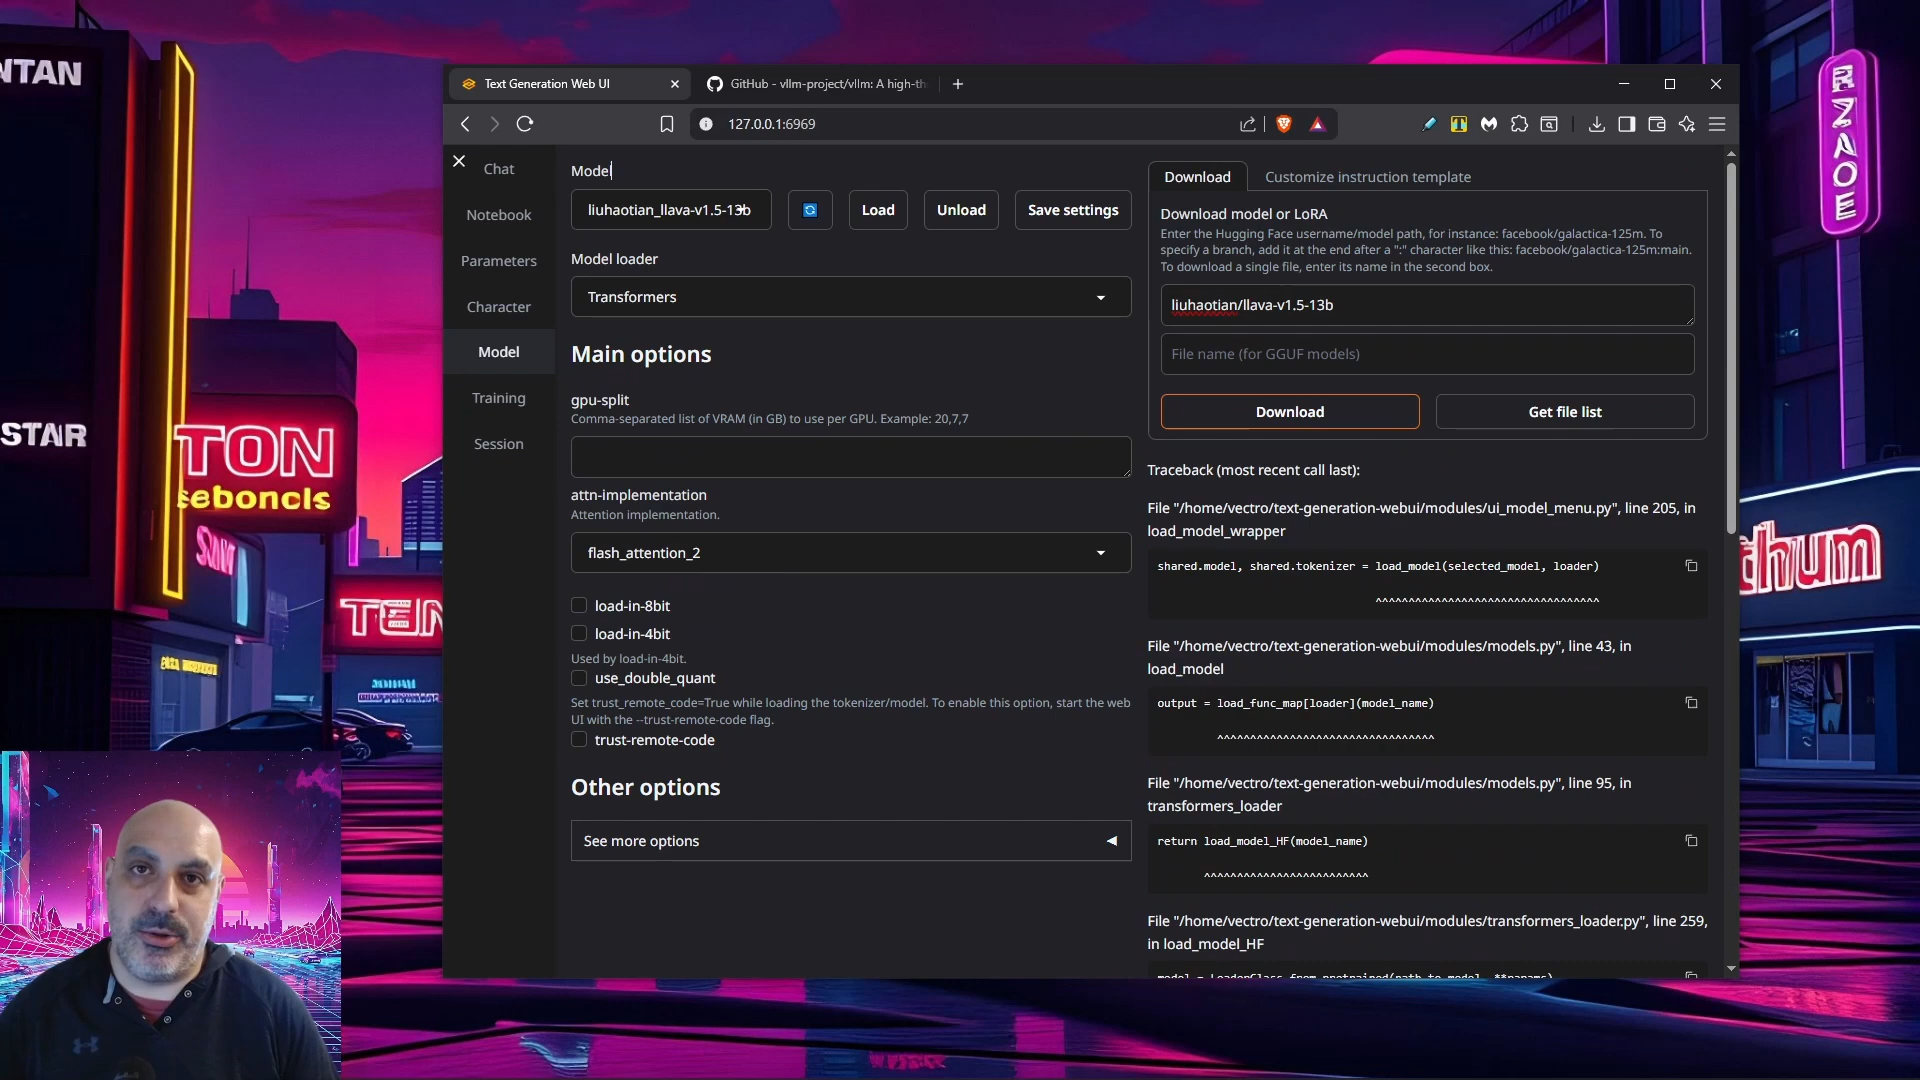 NTAN
STAR
TON
seboncls
TEN
chum
Text Generation Web UI
GitHub - vllm-project/vllm: A high-th
127.0.0.1:6969
Chat
Notebook
Parameters
Character
Model
Training
Session
Model
liuhaotian_llava-v1.5-13b
Load
Unload
Save settings
Model loader
Transformers
Main options
gpu-split
Comma-separated list of VRAM (in GB) to use per GPU. Example: 20,7,7
attn-implementation
Attention implementation.
flash_attention_2
load-in-8bit
load-in-4bit
Used by load-in-4bit.
use_double_quant
Set trust_remote_code=True while loading the tokenizer/model. To enable this option, start the web
UI with the --trust-remote-code flag.
trust-remote-code
Other options
See more options
Download
Customize instruction template
Download model or LoRA
Enter the Hugging Face username/model path, for instance: facebook/galactica-125m. To
specify a branch, add it at the end after a ":" character like this: facebook/galactica-125m:main.
To download a single file, enter its name in the second box.
liuhaotian/llava-v1.5-13b
File name (for GGUF models)
Download
Get file list
Traceback (most recent call last):
File "/home/vectro/text-generation-webui/modules/ui_model_menu.py", line 205, in
load_model_wrapper
shared.model, shared.tokenizer = load_model(selected_model, loader)
^^^^^^^^^^^^^^^^^^^^^^^^^^^^^^^^^^
File "/home/vectro/text-generation-webui/modules/models.py", line 43, in
load_model
output = load_func_map[loader](model_name)
^^^^^^^^^^^^^^^^^^^^^^^^^^^^^^^^^
File "/home/vectro/text-generation-webui/modules/models.py", line 95, in
transformers_loader
return load_model_HF(model_name)
^^^^^^^^^^^^^^^^^^^^^^^^^
File "/home/vectro/text-generation-webui/modules/transformers_loader.py", line 259,
in load_model_HF
model = LoaderClass.from_pretrained(path_to_model, **params)